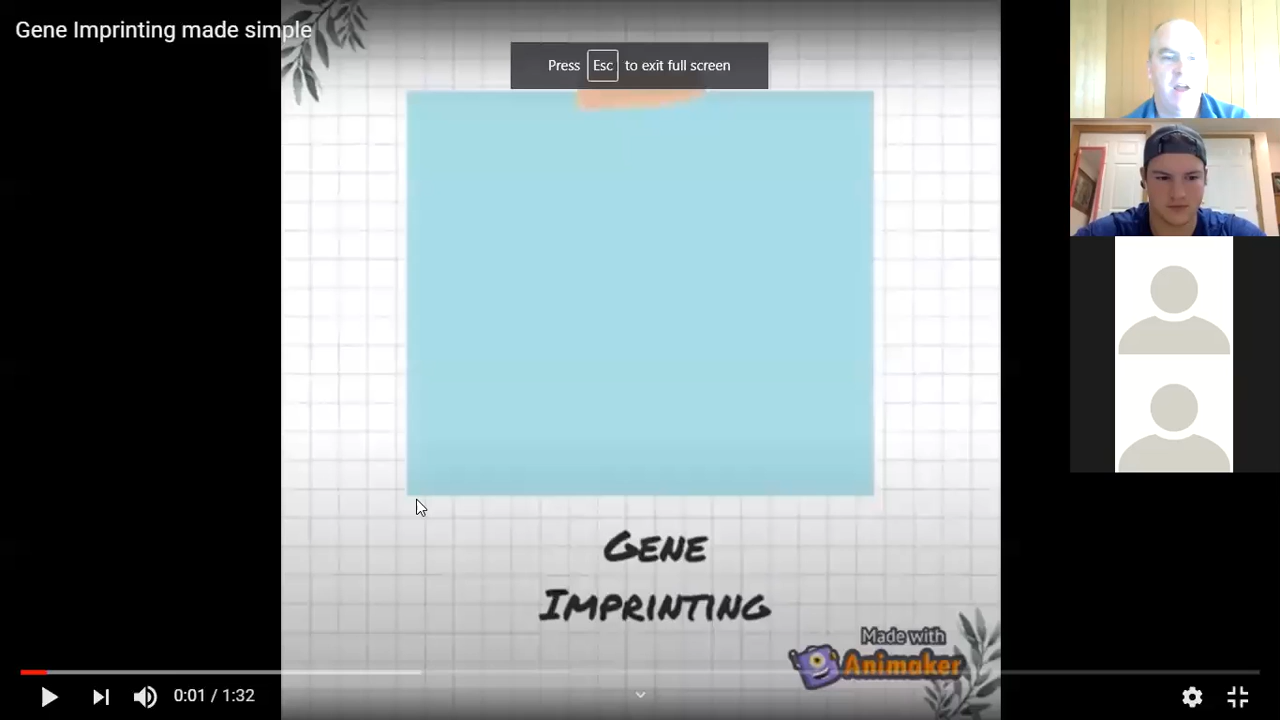 Gene Imprinting made simple
Press Esc to exit full screen
GENE
IMPRINTING
Made with
Animaker
0:01 / 1:32